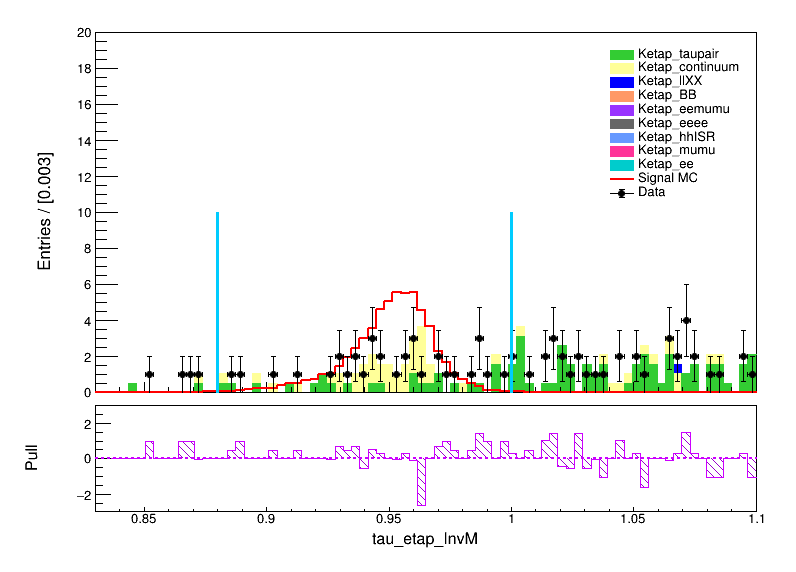 20
18
16
14
12
10
8
6
4
2
0
Entries / [0.003]
Ketap_taupair
Ketap_continuum
Ketap_llXX
Ketap_BB
Ketap_eemumu
Ketap_eeee
Ketap_hhISR
Ketap_mumu
Ketap_ee
Signal MC
Data
2
0
−2
Pull
0.85 0.9 0.95 1 1.05 1.1
tau_etap_InvM